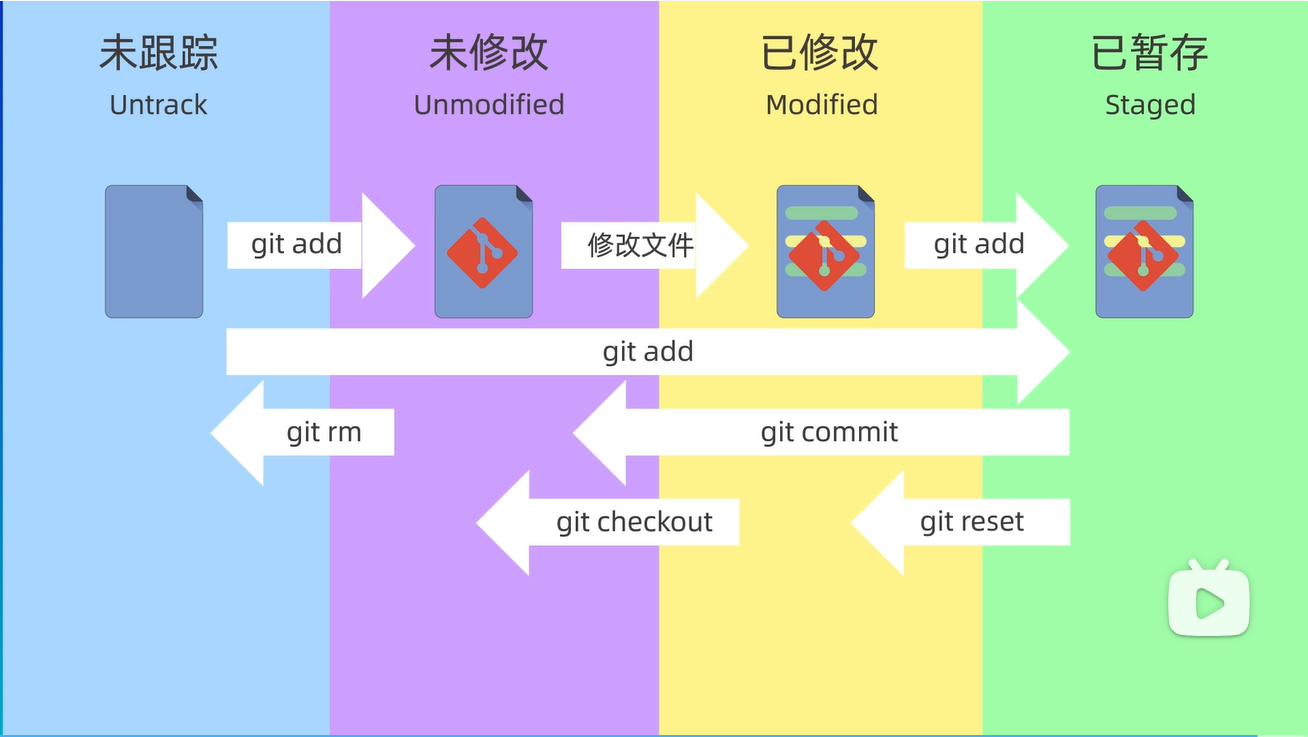 未跟踪
Untrack
未修改
Unmodified
已修改
Modified
已暂存
Staged
git add
修改文件
git add
git add
git rm
git commit
git checkout
git reset